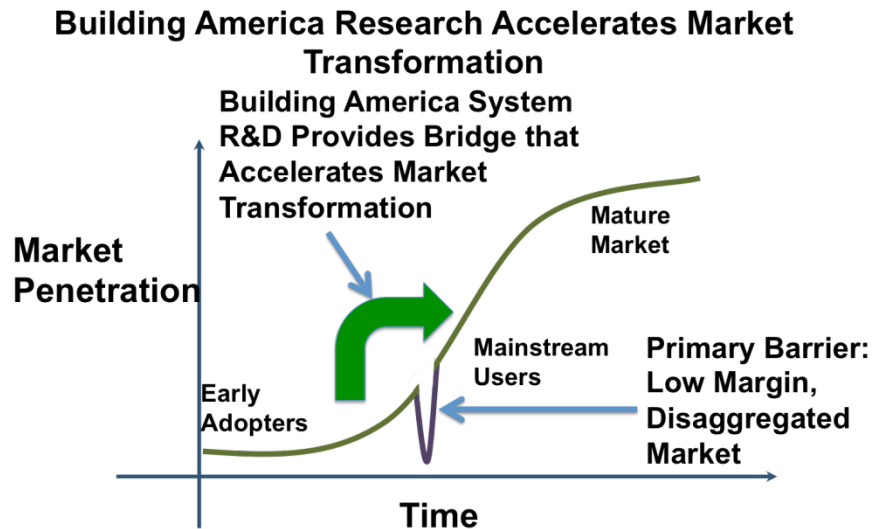 Building America Research Accelerates Market
Transformation
Building America System
R&D Provides Bridge that
Accelerates Market
Transformation
Mature
Market
Market
Penetration
Mainstream
Users
Primary Barrier:
Low Margin,
Disaggregated
Market
Early
Adopters
Time